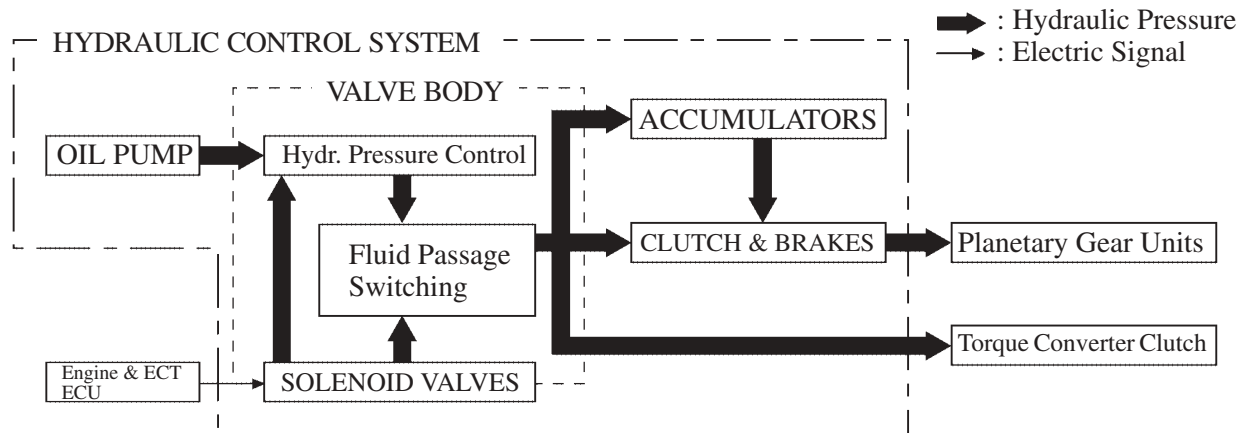 : Hydraulic Pressure
: Electric Signal
HYDRAULIC CONTROL SYSTEM
VALVE BODY
OIL PUMP
Hydr. Pressure Control
ACCUMULATORS
Fluid Passage
Switching
CLUTCH & BRAKES
Planetary Gear Units
Torque Converter Clutch
Engine & ECT
ECU
SOLENOID VALVES